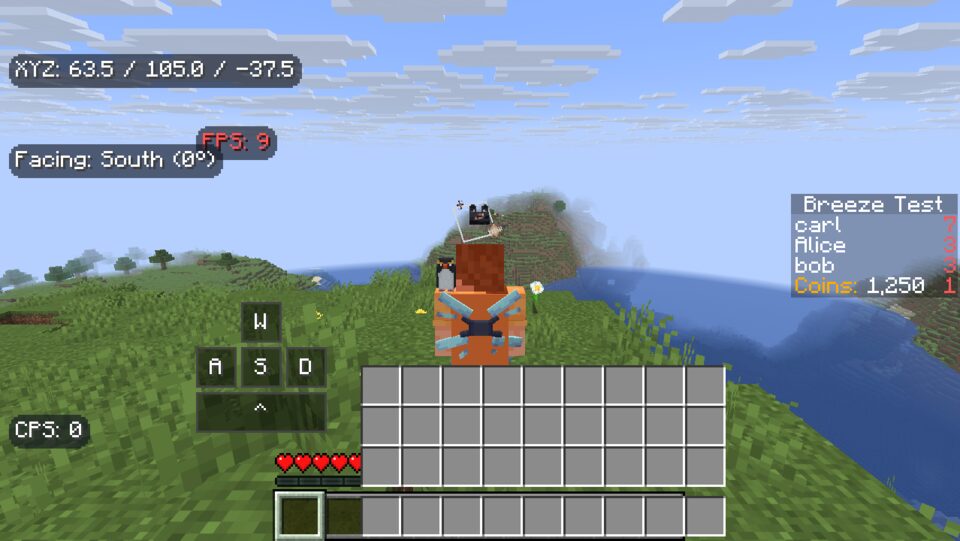 XYZ: 63.5 / 105.0 / -37.5
FPS: 9
Facing: South (0°)
Breeze Test
carl 7
Alice 3
bob 3
Coins: 1,250 1
W
A S D
^
CPS: 0